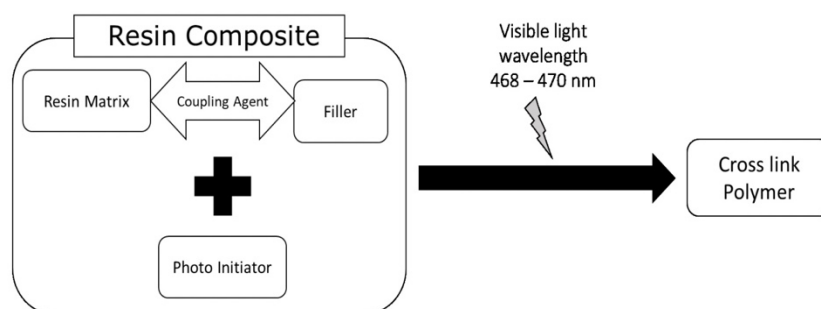 Resin Composite
Resin Matrix
Coupling Agent
Filler
Photo Initiator
Visible light
wavelength
468 – 470 nm
Cross link
Polymer